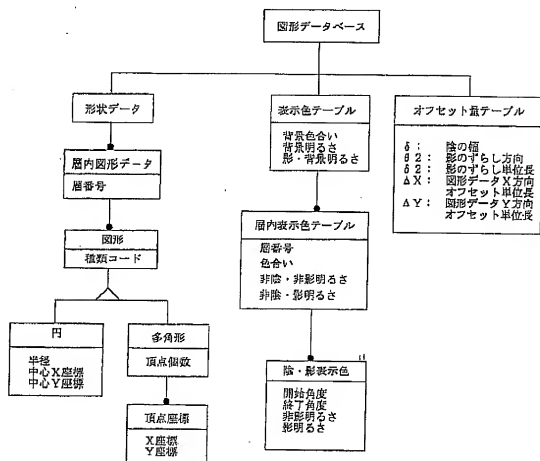 図形データベース
形状データ
層内図形データ
層番号
図形
種類コード
円
半径
中心X座標
中心Y座標
多角形
頂点個数
頂点座標
X座標
Y座標
表示色テーブル
背景色合い
背景明るさ
影・背景明るさ
層内表示色テーブル
層番号
色合い
非陰・非影明るさ
非陰・影明るさ
陰・影表示色
開始角度
終了角度
非影明るさ
影明るさ
オフセット量テーブル
δ: 陰の幅
θ2: 影のずらし方向
δ2: 影のずらし単位長
ΔX: 図形データX方向
オフセット単位長
ΔY: 図形データY方向
オフセット単位長